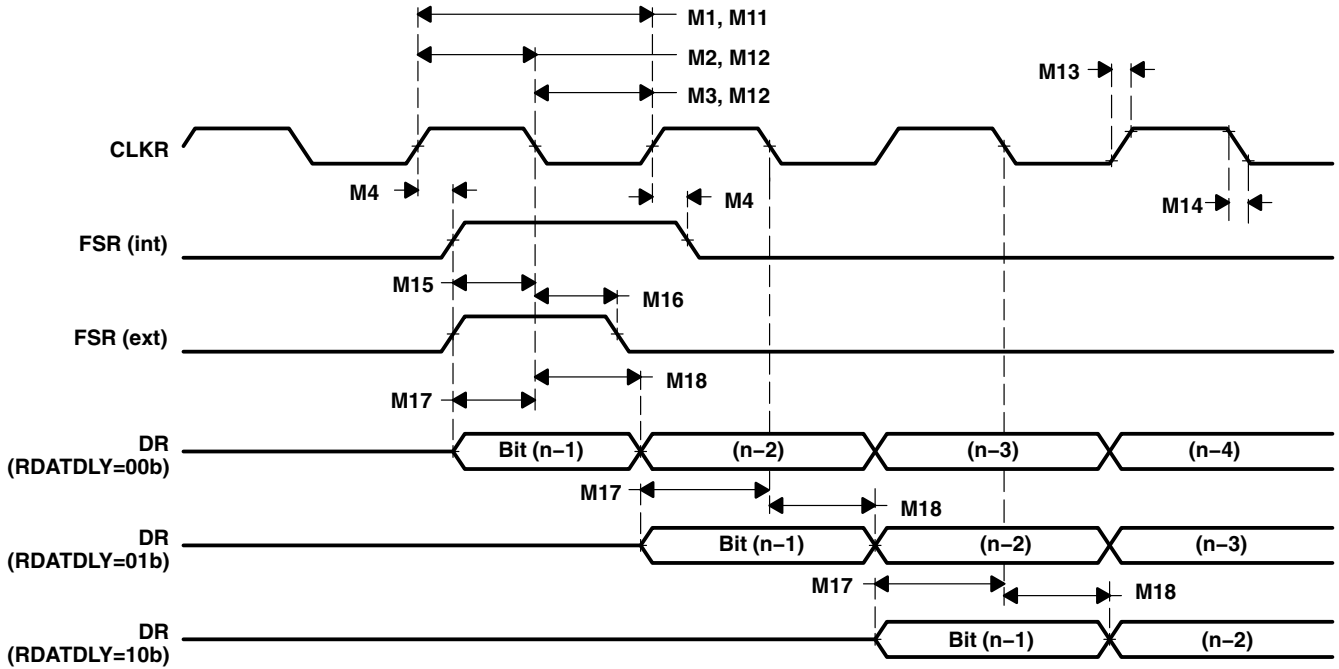 M1, M11
M2, M12
M13
M3, M12
CLKR
M4
M4
M14
FSR (int)
M15
M16
FSR (ext)
M18
M17
DR
(RDATDLY=00b)
Bit (n−1)
(n−2)
(n−3)
(n−4)
M17
M18
DR
(RDATDLY=01b)
Bit (n−1)
(n−2)
(n−3)
M17
M18
DR
(RDATDLY=10b)
Bit (n−1)
(n−2)